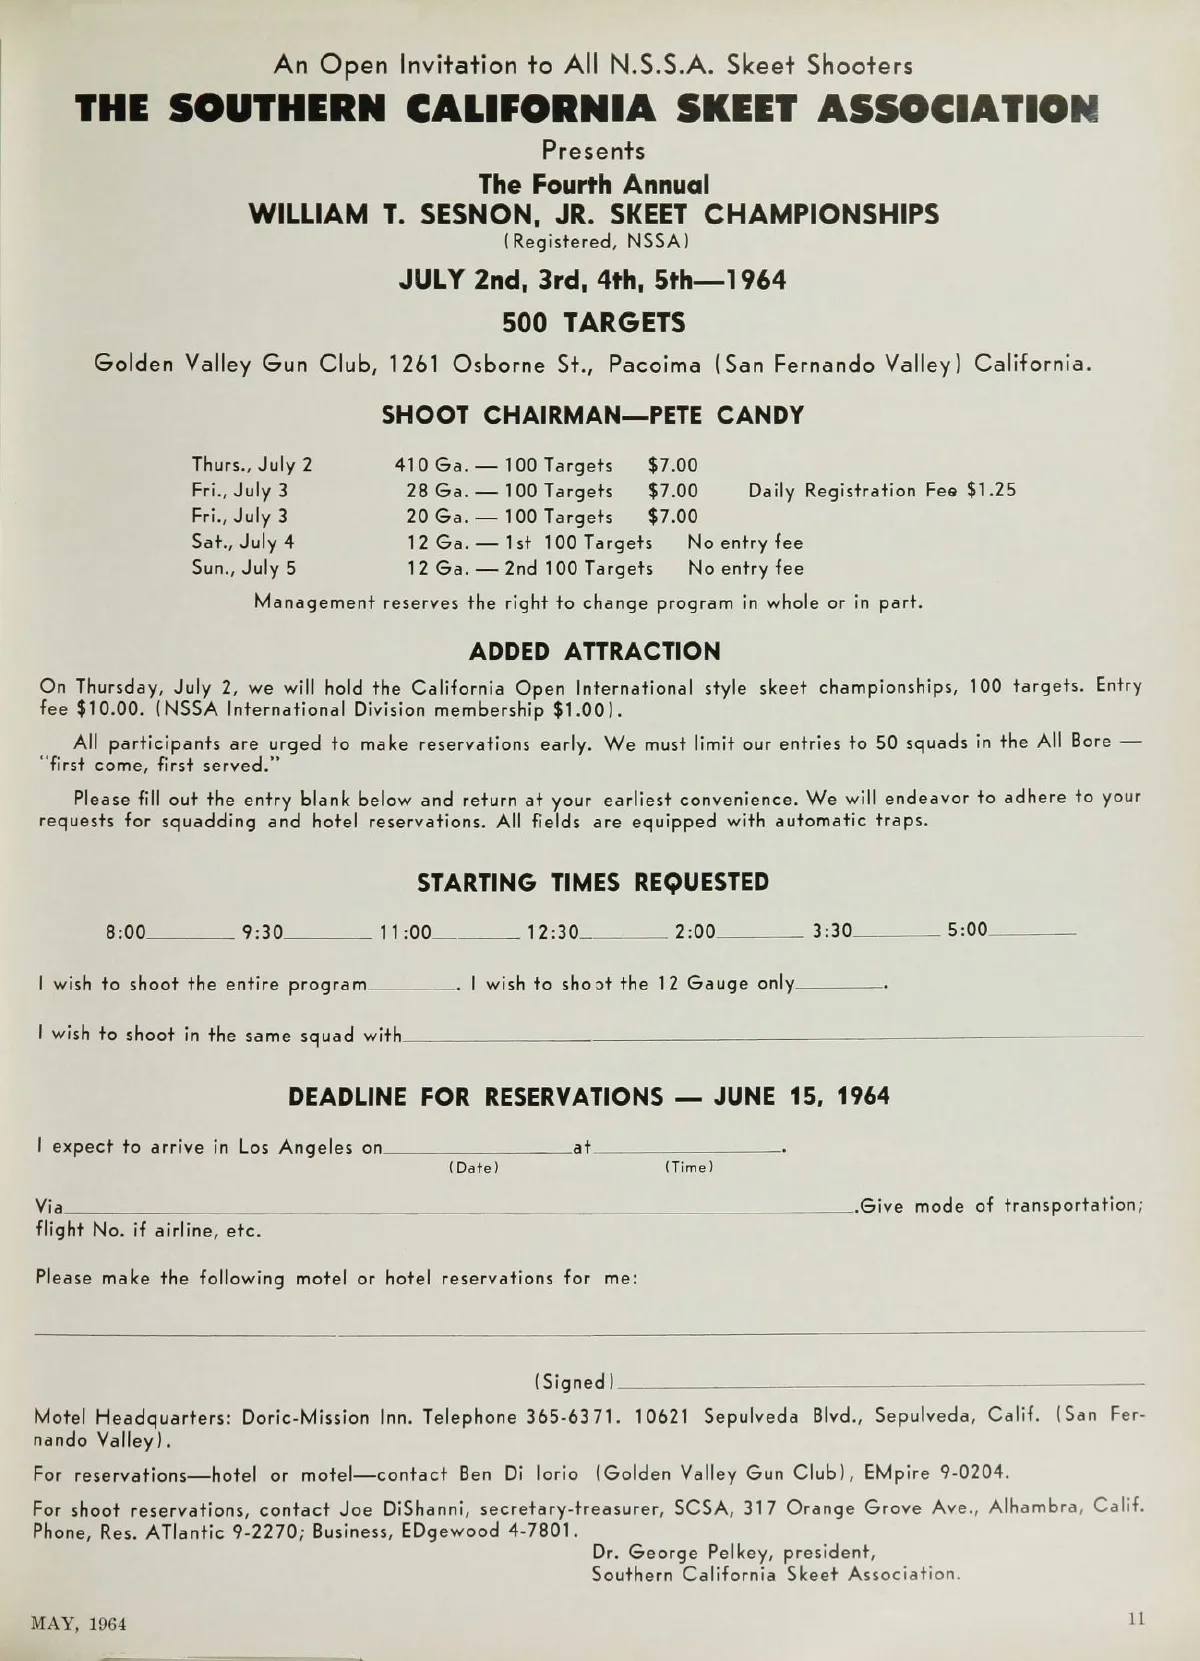 An Open Invitation to All N.S.S.A. Skeet Shooters
THE SOUTHERN CALIFORNIA SKEET ASSOCIATION
Presents
The Fourth Annual
WILLIAM T. SESNON, JR. SKEET CHAMPIONSHIPS
(Registered, NSSA)
JULY 2nd, 3rd, 4th, 5th—1964
500 TARGETS
Golden Valley Gun Club, 1261 Osborne St., Pacoima (San Fernando Valley) California.
SHOOT CHAIRMAN—PETE CANDY
Thurs., July 2 410 Ga. — 100 Targets $7.00
Fri., July 3 28 Ga. — 100 Targets $7.00 Daily Registration Fee $1.25
Fri., July 3 20 Ga. — 100 Targets $7.00
Sat., July 4 12 Ga. — 1st 100 Targets No entry fee
Sun., July 5 12 Ga. — 2nd 100 Targets No entry fee
Management reserves the right to change program in whole or in part.
ADDED ATTRACTION
On Thursday, July 2, we will hold the California Open International style skeet championships, 100 targets. Entry
fee $10.00. (NSSA International Division membership $1.00).
All participants are urged to make reservations early. We must limit our entries to 50 squads in the All Bore —
"first come, first served."
Please fill out the entry blank below and return at your earliest convenience. We will endeavor to adhere to your
requests for squadding and hotel reservations. All fields are equipped with automatic traps.
STARTING TIMES REQUESTED
8:00________ 9:30________ 11:00________ 12:30________ 2:00________ 3:30________ 5:00________
I wish to shoot the entire program________. I wish to shoot the 12 Gauge only________.
I wish to shoot in the same squad with________
DEADLINE FOR RESERVATIONS — JUNE 15, 1964
I expect to arrive in Los Angeles on________at________.
(Date) (Time)
Via________.Give mode of transportation;
flight No. if airline, etc.
Please make the following motel or hotel reservations for me:
(Signed)________
Motel Headquarters: Doric-Mission Inn. Telephone 365-6371. 10621 Sepulveda Blvd., Sepulveda, Calif. (San Fer-
nando Valley).
For reservations—hotel or motel—contact Ben Di Iorio (Golden Valley Gun Club), EMpire 9-0204.
For shoot reservations, contact Joe DiShanni, secretary-treasurer, SCSA, 317 Orange Grove Ave., Alhambra, Calif.
Phone, Res. ATlantic 9-2270; Business, EDgewood 4-7801.
Dr. George Pelkey, president,
Southern California Skeet Association.
MAY, 1964 11